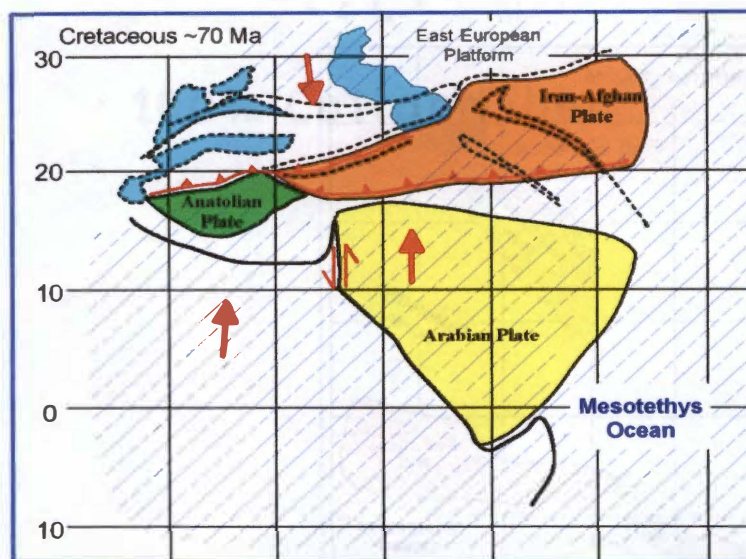 Cretaceous ~70 Ma
East European
Platform
30
Iran-Afghan
Plate
20
Anatolian
Plate
10
Arabian Plate
0
Mesotethys
Ocean
10